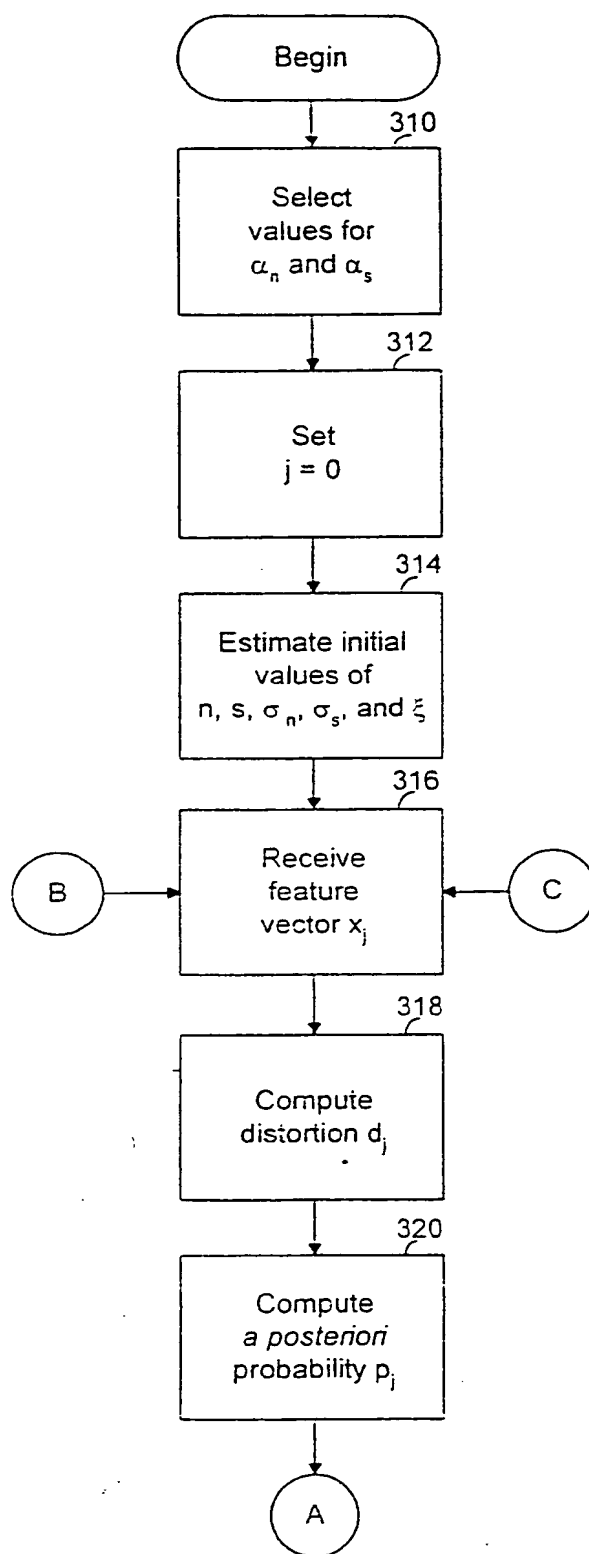 Begin
310
Select
values for
αₙ and αₛ
312
Set
j = 0
314
Estimate initial
values of
n, s, σₙ, σₛ, and ξ
316
B
Receive
feature
vector xⱼ
C
318
Compute
distortion dⱼ
320
Compute
a posteriori
probability pⱼ
A